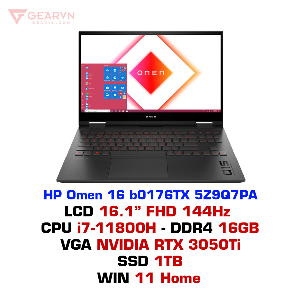 GEARVN
OMEN
HP Omen 16 b0176TX 5Z9Q7PA
LCD 16.1” FHD 144Hz
CPU i7-11800H - DDR4 16GB
VGA NVIDIA RTX 3050Ti
SSD 1TB
WIN 11 Home